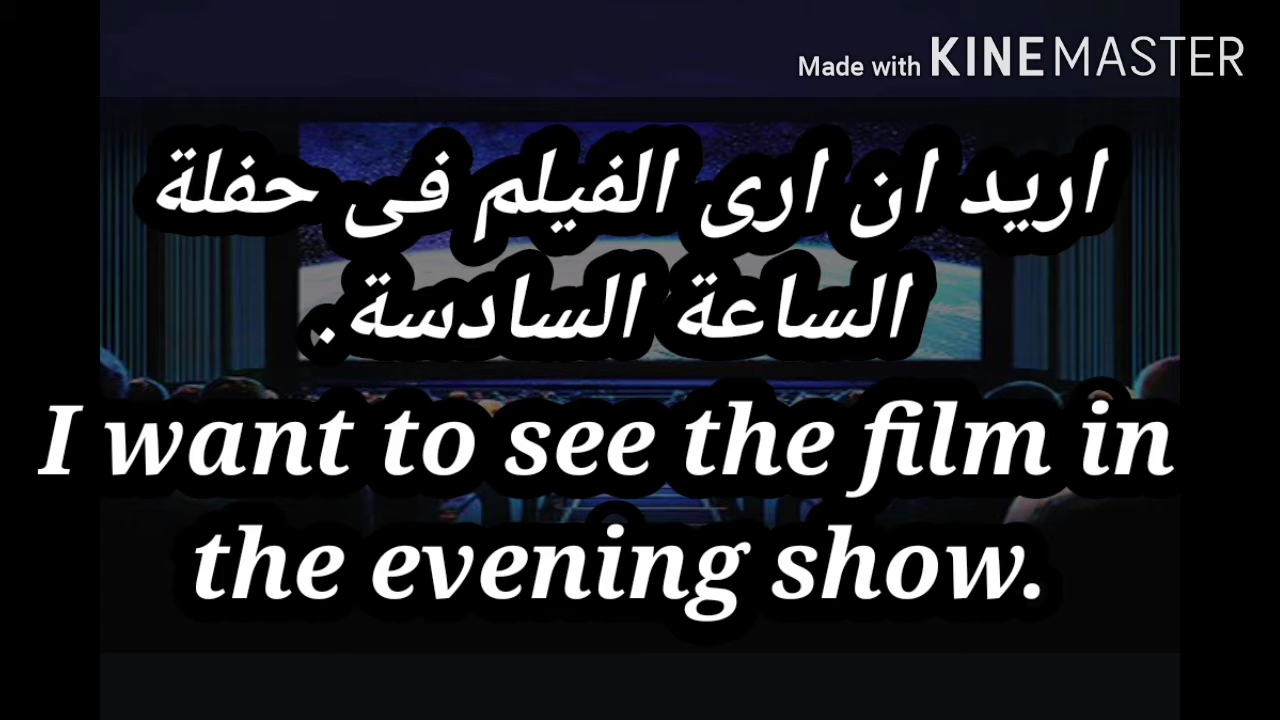 Made with KINEMASTER
اريد ان ارى الفيلم فى حفلة
الساعة السادسة.
I want to see the film in
the evening show.